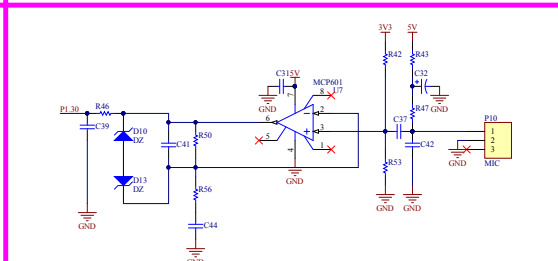 3V3 5V
R42 R43
C315V
MCP601
8 U7
C32
GND GND
P1.30 R46
7
2
R47
C37 P10
C39 D10
DZ
C41 R50
6
5
3
1
4
C42
1
2
3
MIC
GND
D13
DZ
R53
GND
R56
C44
GND GND GND
GND